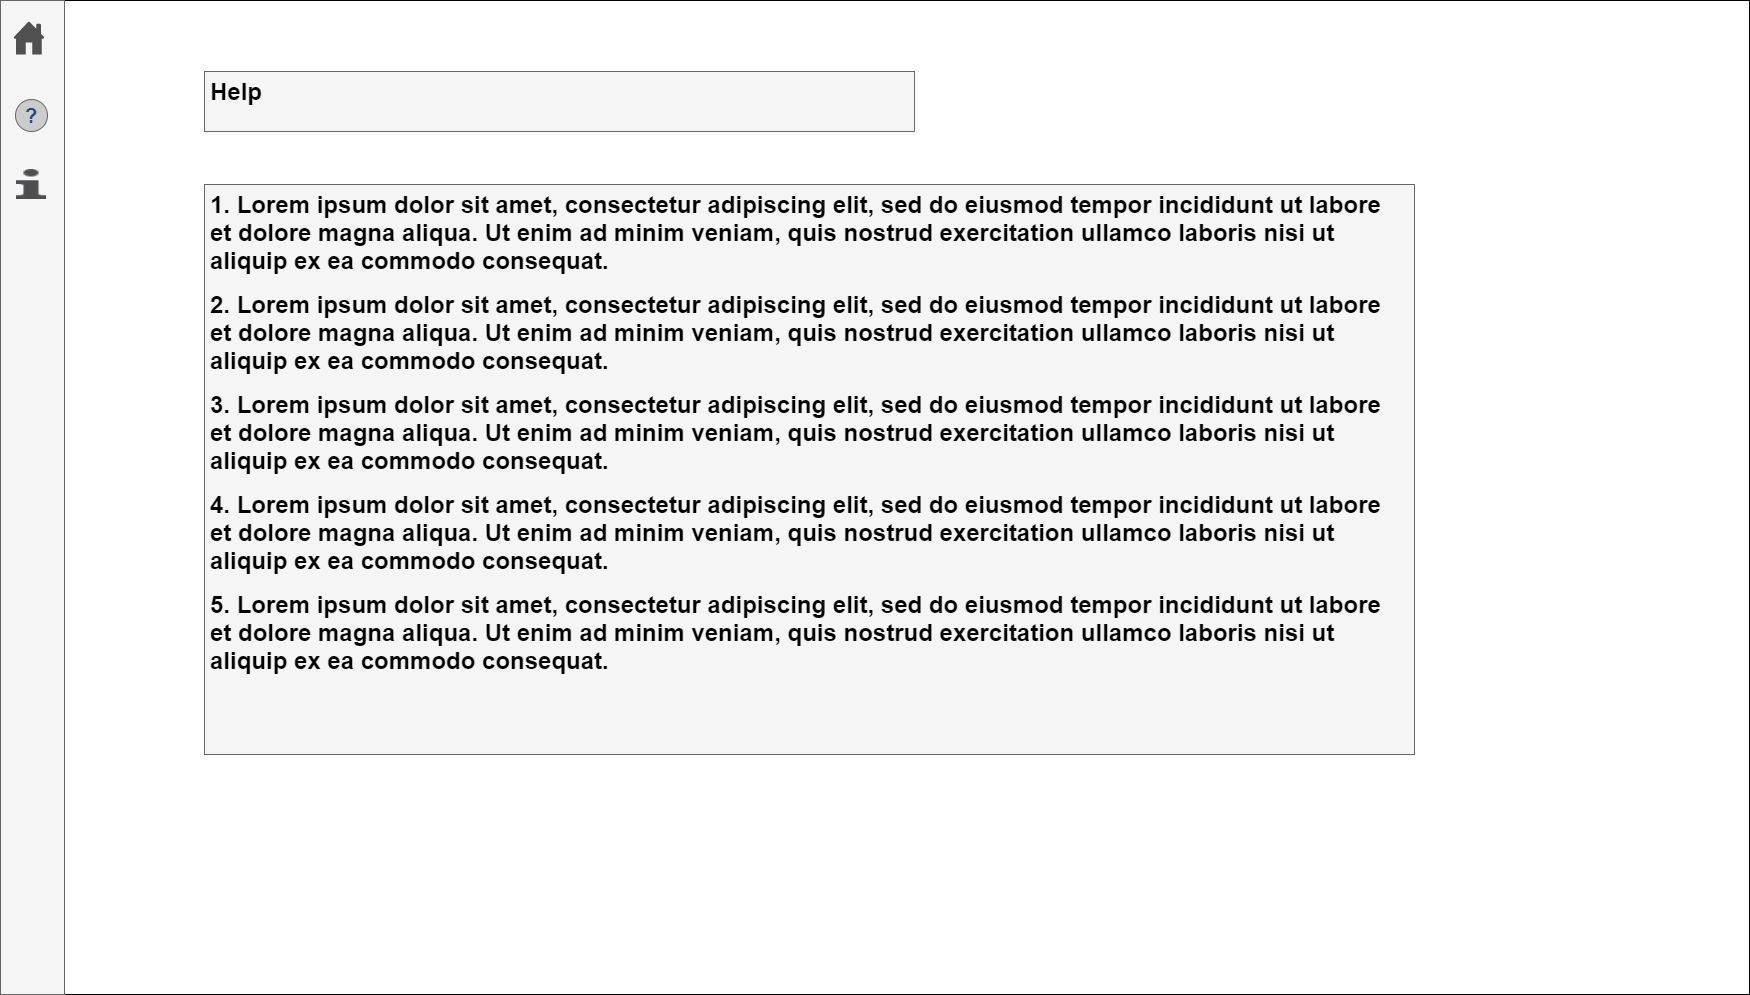 ?
Help
1. Lorem ipsum dolor sit amet, consectetur adipiscing elit, sed do eiusmod tempor incididunt ut labore
et dolore magna aliqua. Ut enim ad minim veniam, quis nostrud exercitation ullamco laboris nisi ut
aliquip ex ea commodo consequat.
2. Lorem ipsum dolor sit amet, consectetur adipiscing elit, sed do eiusmod tempor incididunt ut labore
et dolore magna aliqua. Ut enim ad minim veniam, quis nostrud exercitation ullamco laboris nisi ut
aliquip ex ea commodo consequat.
3. Lorem ipsum dolor sit amet, consectetur adipiscing elit, sed do eiusmod tempor incididunt ut labore
et dolore magna aliqua. Ut enim ad minim veniam, quis nostrud exercitation ullamco laboris nisi ut
aliquip ex ea commodo consequat.
4. Lorem ipsum dolor sit amet, consectetur adipiscing elit, sed do eiusmod tempor incididunt ut labore
et dolore magna aliqua. Ut enim ad minim veniam, quis nostrud exercitation ullamco laboris nisi ut
aliquip ex ea commodo consequat.
5. Lorem ipsum dolor sit amet, consectetur adipiscing elit, sed do eiusmod tempor incididunt ut labore
et dolore magna aliqua. Ut enim ad minim veniam, quis nostrud exercitation ullamco laboris nisi ut
aliquip ex ea commodo consequat.